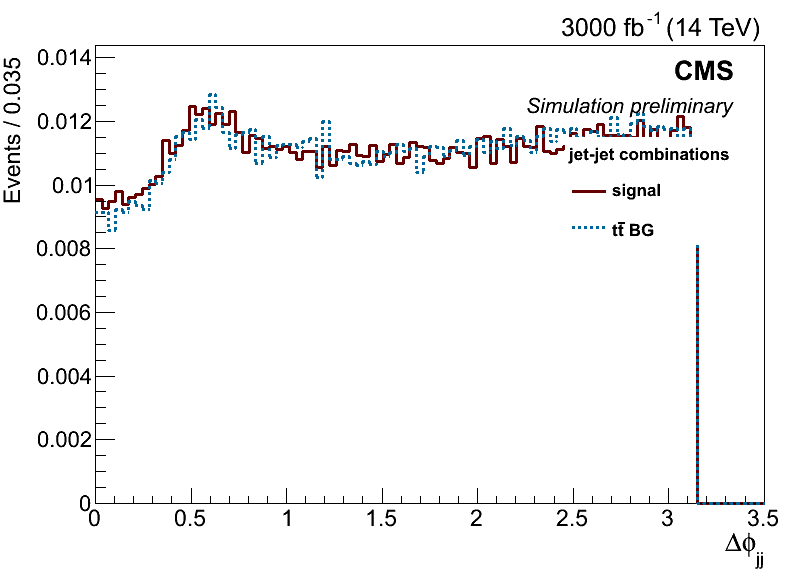 3000 fb⁻¹ (14 TeV)
CMS
Simulation preliminary
jet-jet combinations
signal
tt̄ BG
Events / 0.035
0.014
0.012
0.01
0.008
0.006
0.004
0.002
0
0 0.5 1 1.5 2 2.5 3 3.5
Δϕjj